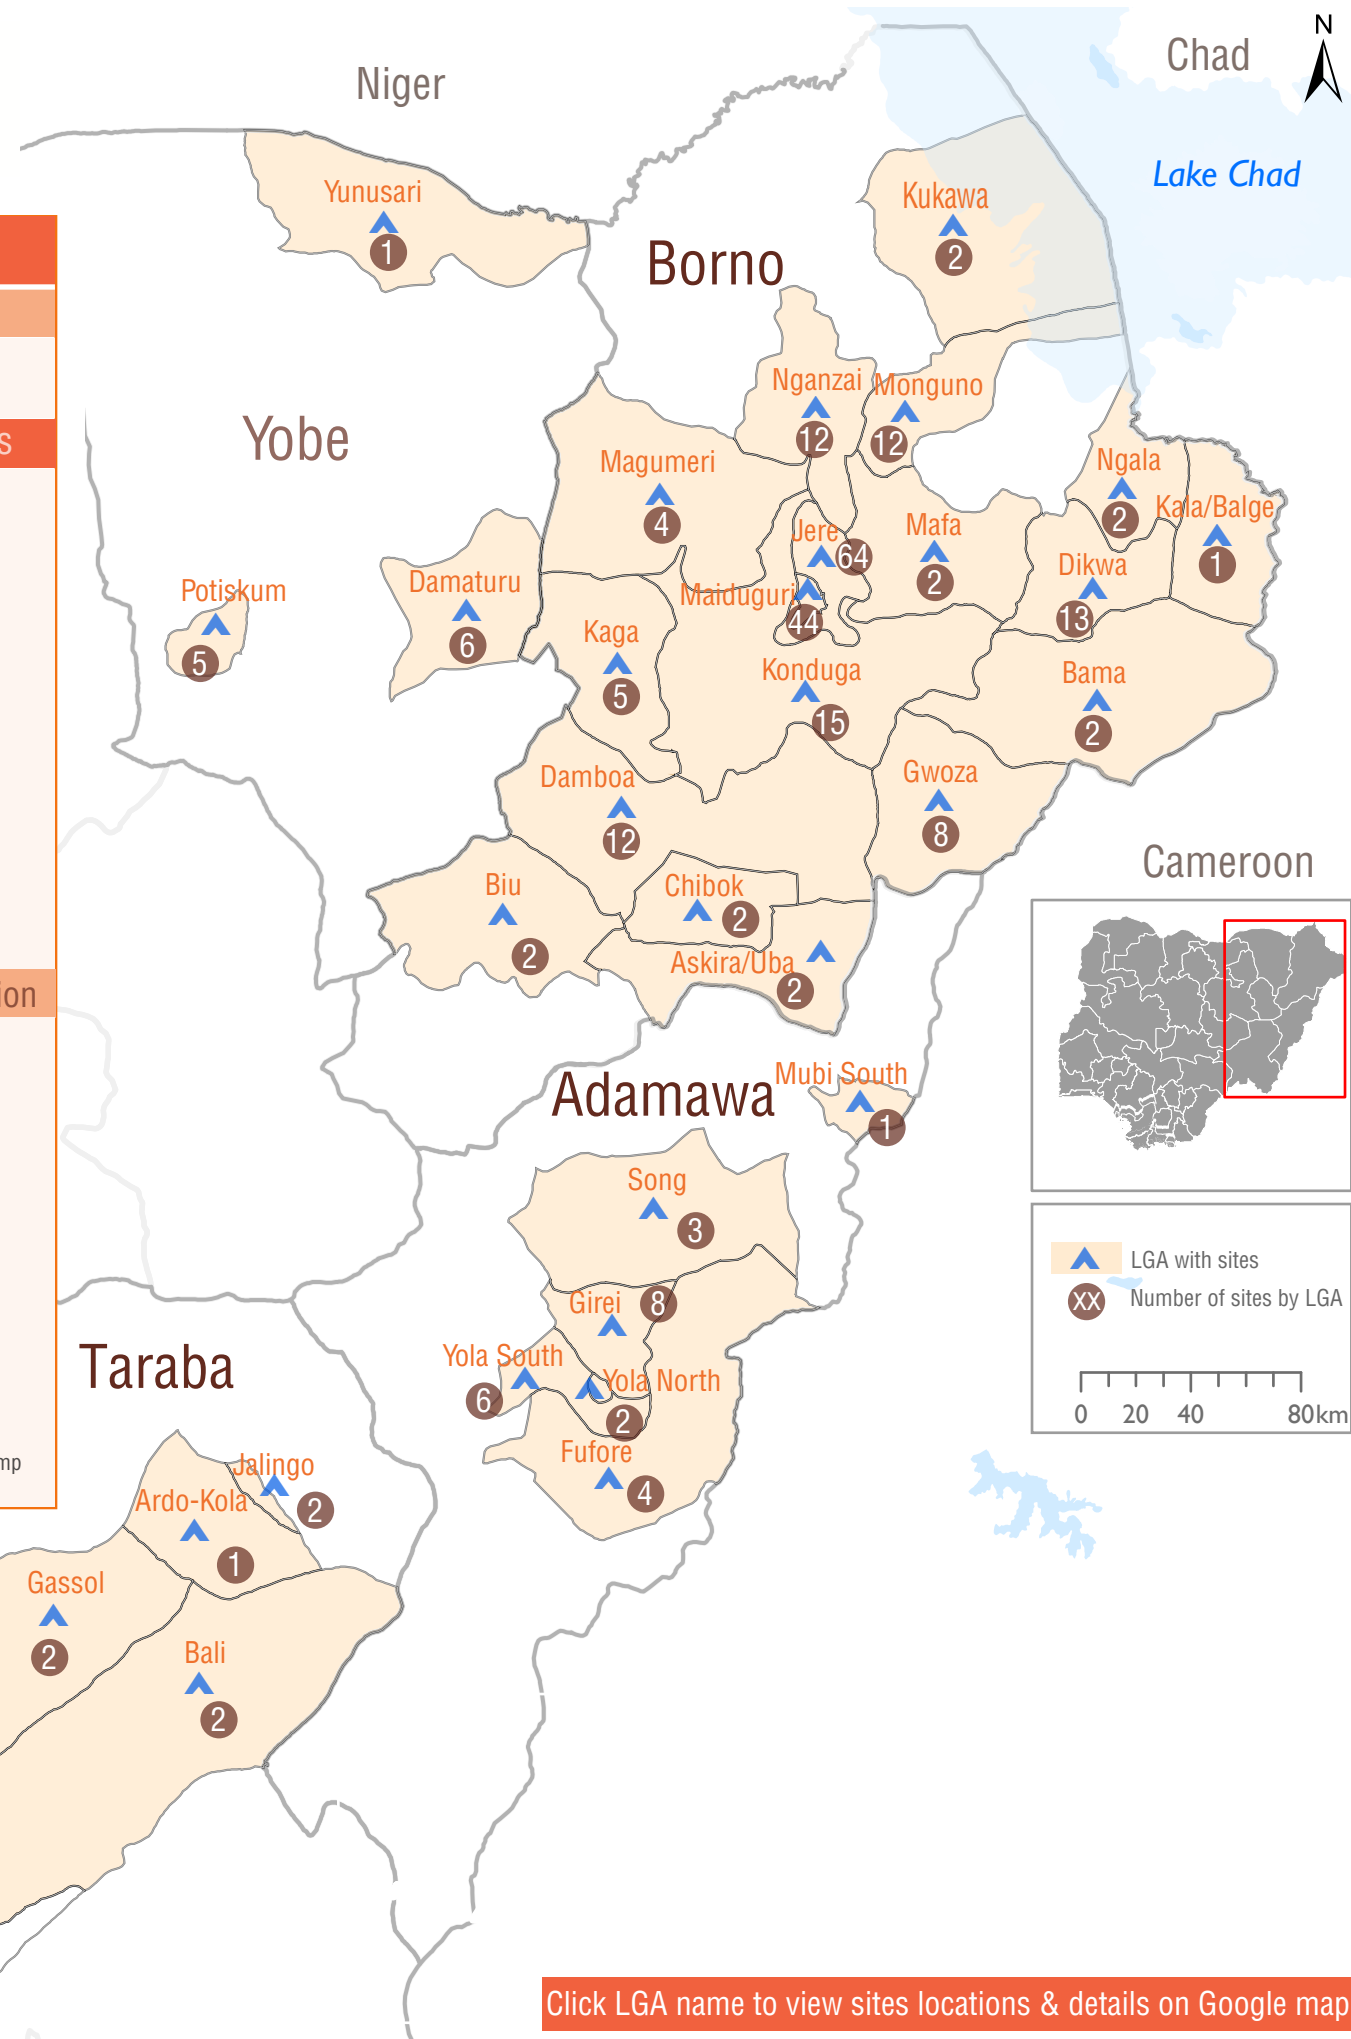 N
Chad
Niger
Lake Chad
Yunusari
1
Kukawa
2
Borno
Nganzai
12
Monguno
12
Yobe
s
Magumeri
4
Ngala
2
Kala/Balge
1
Jere
64
Mafa
2
Dikwa
13
Potiskum
5
Damaturu
6
Maiduguri
44
Kaga
5
Konduga
15
Bama
2
Damboa
12
Gwoza
8
Cameroon
Biu
2
Chibok
2
Askira/Uba
2
ion
Adamawa
Mubi South
1
Song
3
LGA with sites
XX
Number of sites by LGA
Girei
8
Taraba
Yola South
6
Yola North
2
0 20 40 80km
Fufore
4
mp
Jalingo
2
Ardo-Kola
1
Gassol
2
Bali
2
Click LGA name to view sites locations & details on Google map